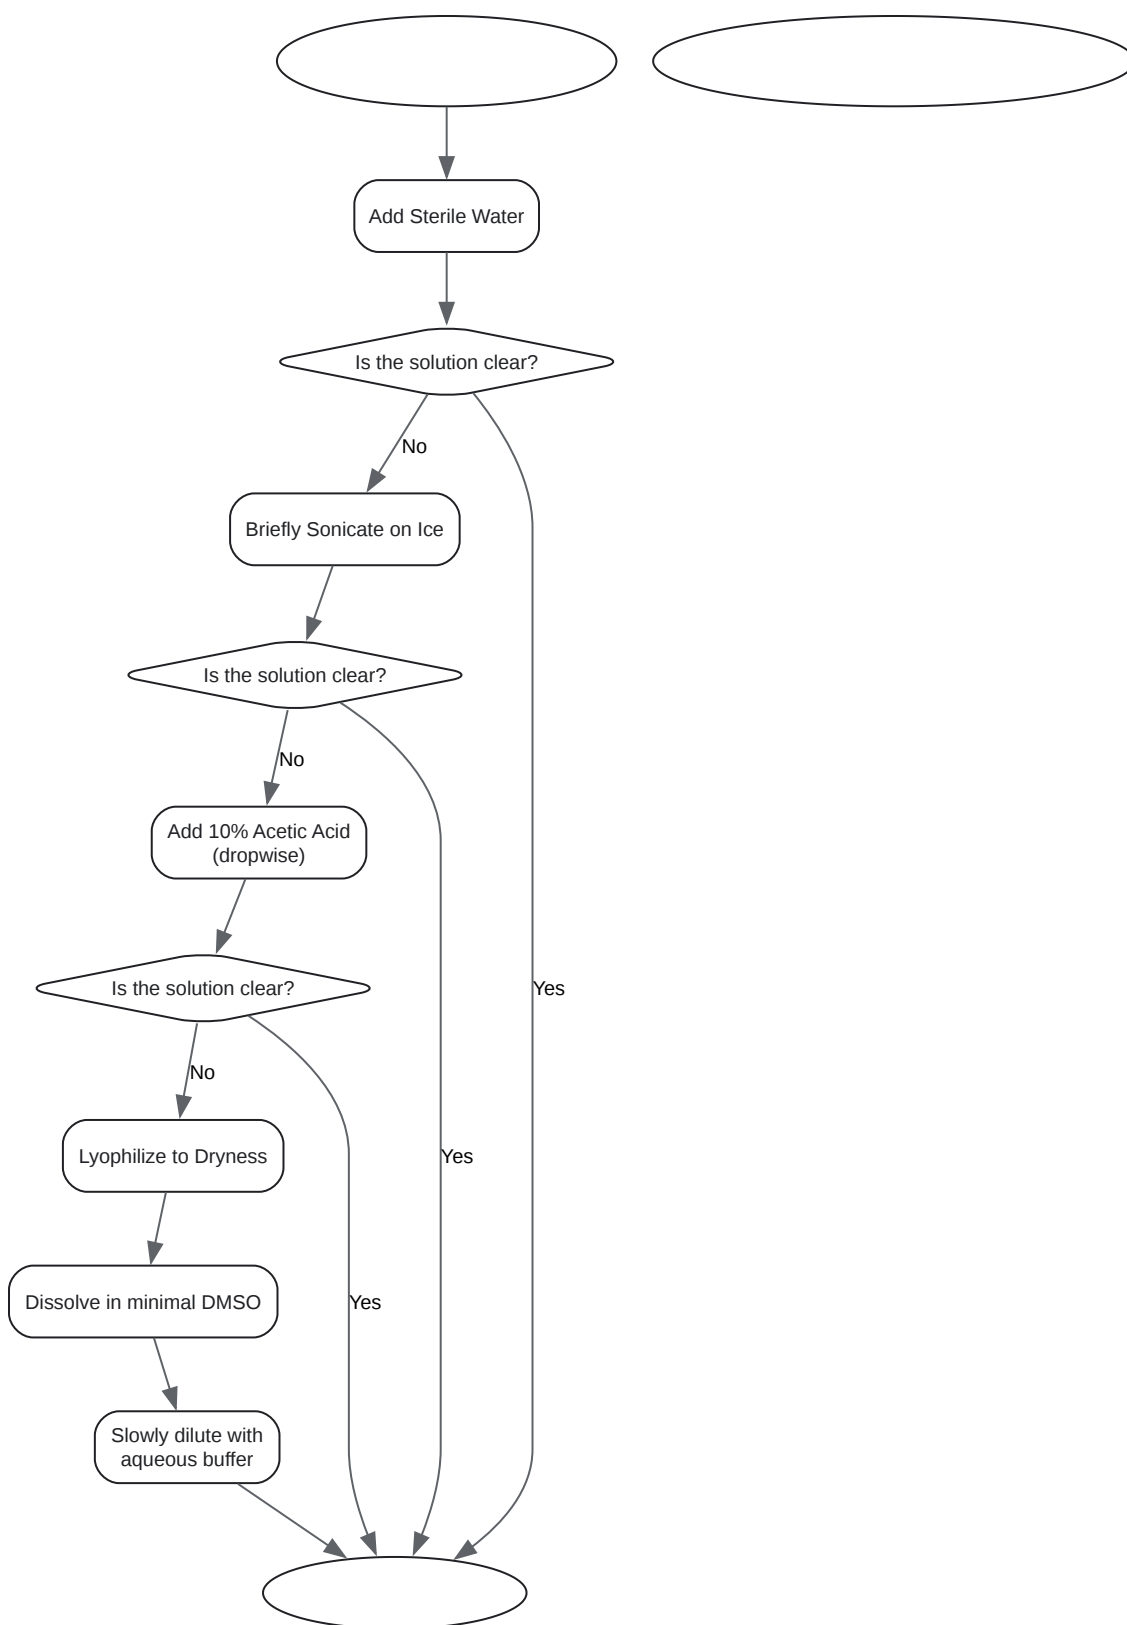 Add Sterile Water
Is the solution clear?
No
Briefly Sonicate on Ice
Is the solution clear?
No
Add 10% Acetic Acid
(dropwise)
Is the solution clear?
Yes
No
Lyophilize to Dryness
Yes
Dissolve in minimal DMSO
Yes
Slowly dilute with
aqueous buffer